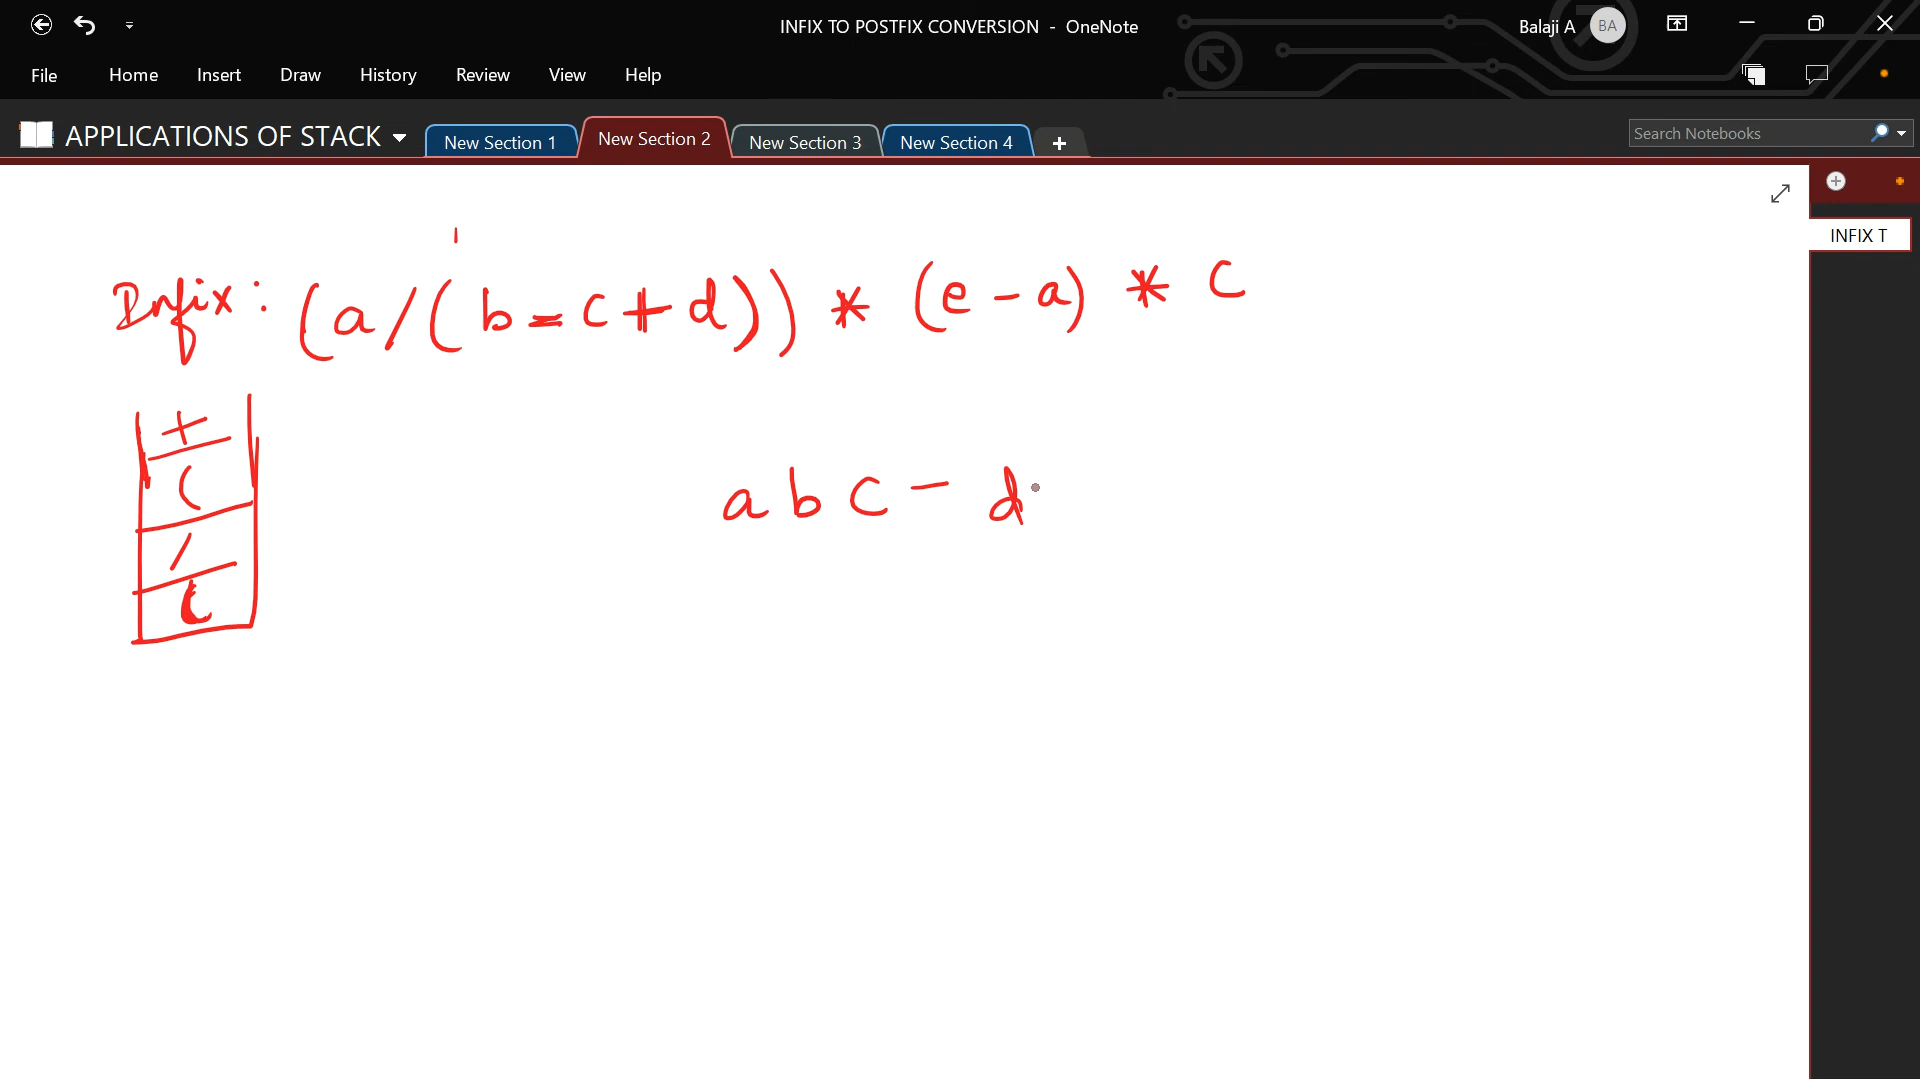 INFIX TO POSTFIX CONVERSION - OneNote
Balaji A BA
File Home Insert Draw History Review View Help
APPLICATIONS OF STACK New Section 1 New Section 2 New Section 3 New Section 4 + Search Notebooks
INFIX T
Infix: (a/(b-c+d)) * (e-a) * c
+
(
/
(
a b c - d